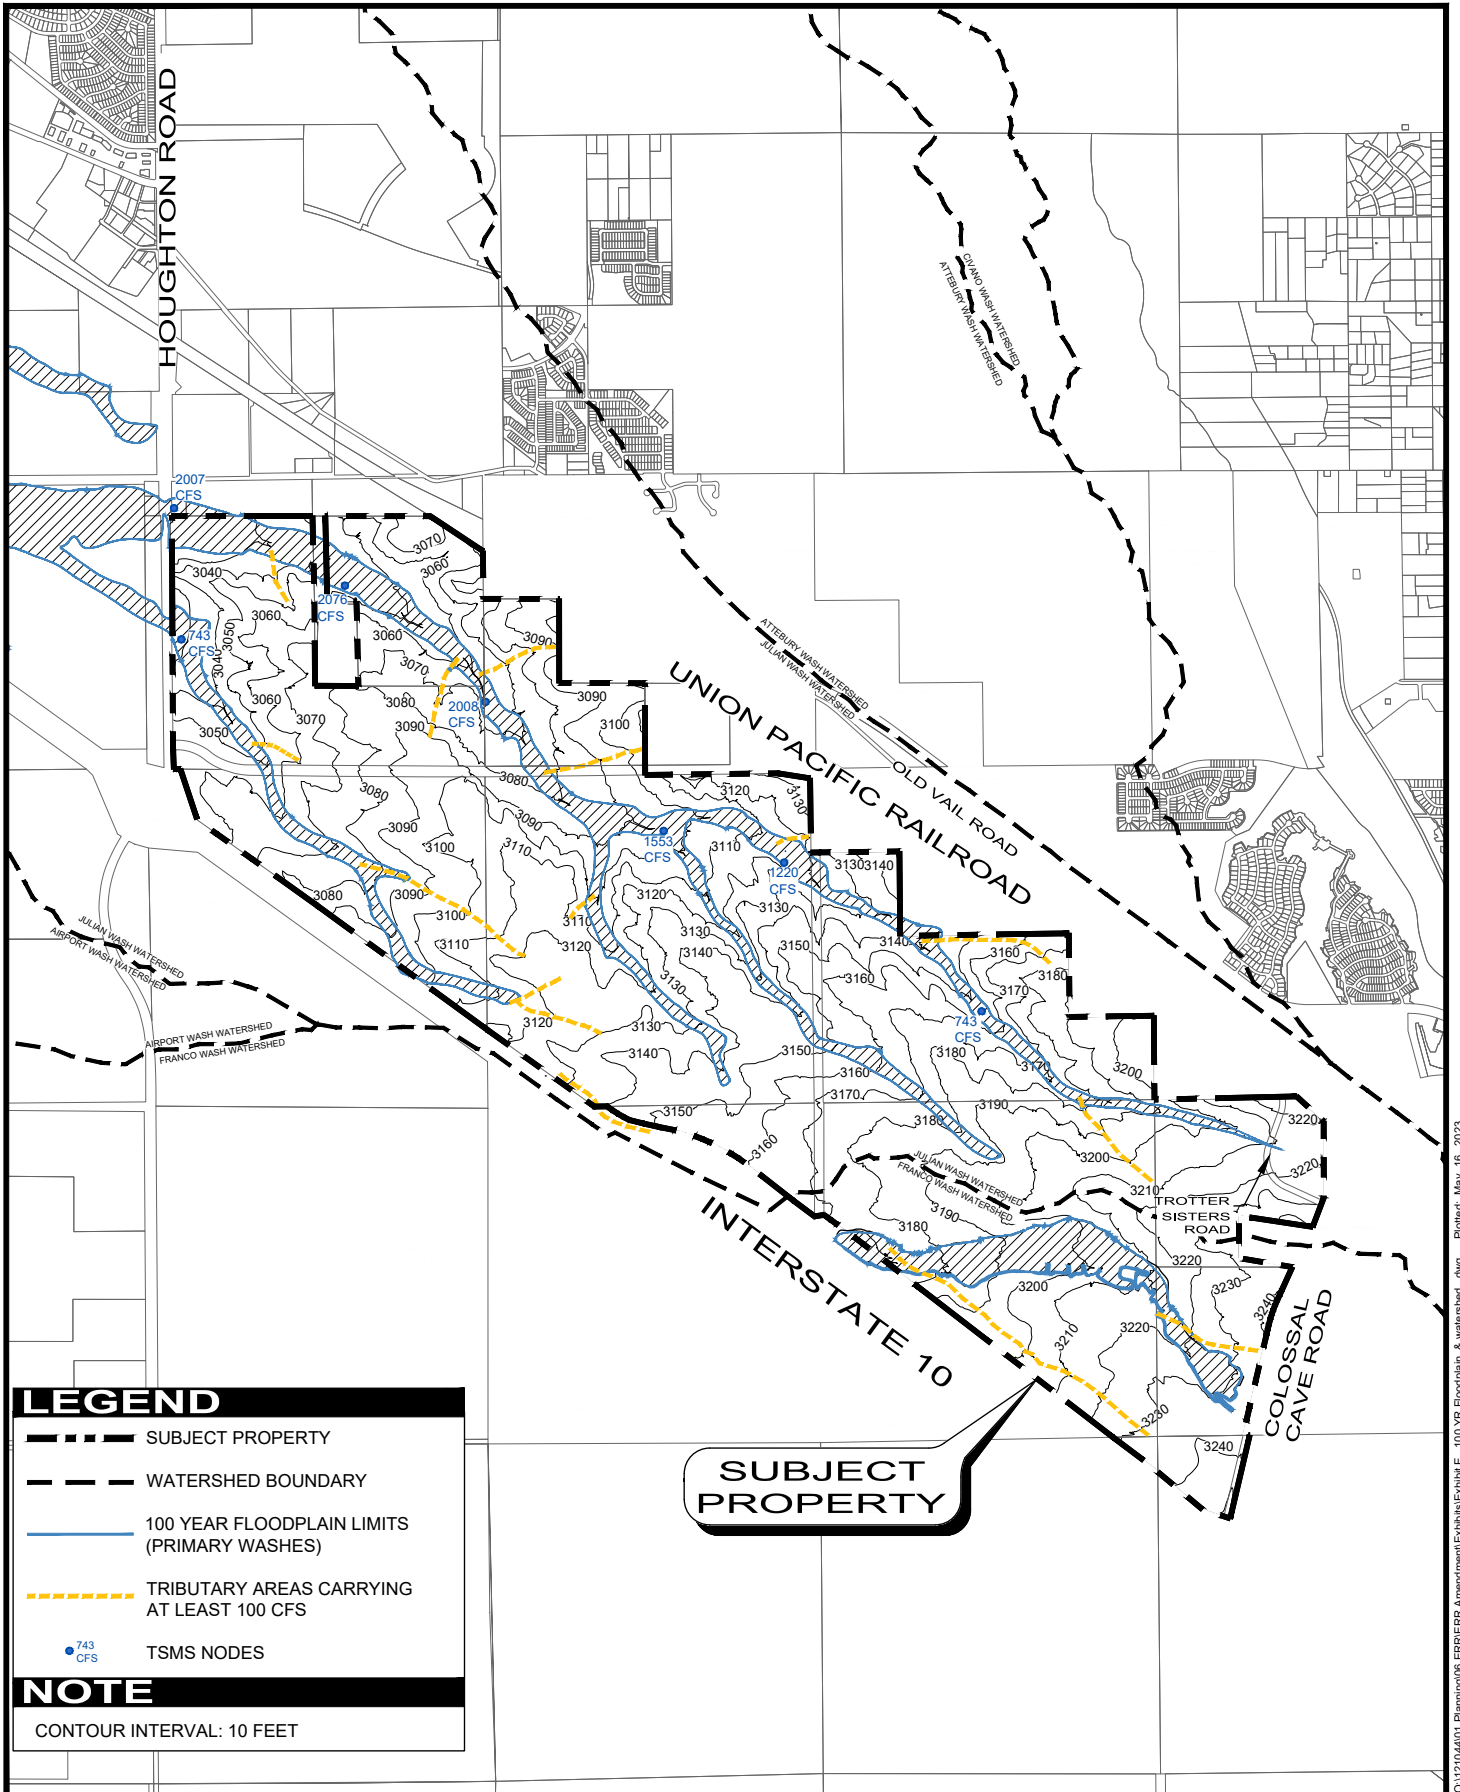 HOUGHTON ROAD
CIVANO WASH WATERSHED
ATTEBURY WASH WATERSHED
2007
CFS
3070
3060
3040
2076
CFS
3060
3050
743
CFS
3040
3060
3090
3070
3060
3070
3050
3080
3090
2008
CFS
3090
3100
ATTEBURY WASH WATERSHED
JULIAN WASH WATERSHED
UNION PACIFIC RAILROAD
OLD VAIL ROAD
3080
3080
3120
3130
3090
3090
3100
3110
1553
CFS
3110
1220
CFS
3130
3140
3080
3090
3100
3110
3120
3130
3110
3120
3130
3140
3150
3140
3160
3160
3180
3170
3130
JULIAN WASH WATERSHED
AIRPORT WASH WATERSHED
AIRPORT WASH WATERSHED
FRANCO WASH WATERSHED
3120
3130
3140
3150
743
CFS
3180
3170
3200
3160
3170
3190
3150
3180
3160
3200
3220
3220
3210
JULIAN WASH WATERSHED
FRANCO WASH WATERSHED
TROTTER
SISTERS
ROAD
3190
3180
3220
3200
3230
3240
3210
3220
3230
3240
INTERSTATE 10
COLOSSAL
CAVE ROAD
SUBJECT
PROPERTY
LEGEND
SUBJECT PROPERTY
WATERSHED BOUNDARY
100 YEAR FLOODPLAIN LIMITS
(PRIMARY WASHES)
TRIBUTARY AREAS CARRYING
AT LEAST 100 CFS
743
CFS
TSMS NODES
NOTE
CONTOUR INTERVAL: 10 FEET
Plotted: May. 16, 2023